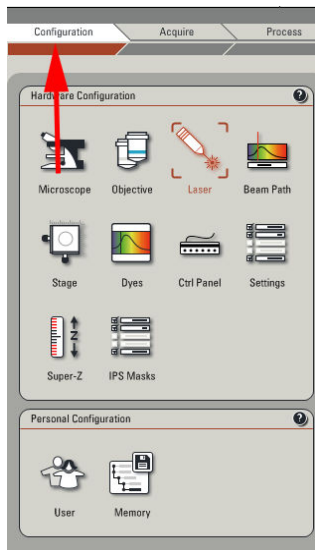 Configuration Acquire Process
Hardware Configuration ?
Microscope Objective Laser Beam Path
Stage Dyes Ctrl Panel Settings
Z
Super-Z IPS Masks
Personal Configuration ?
User Memory